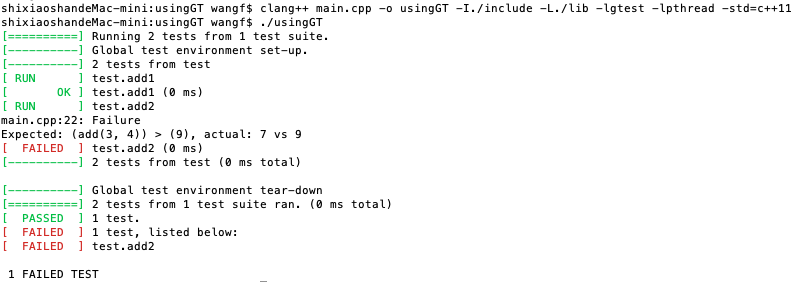 shixiaoshandeMac-mini:usingGT wangf$ clang++ main.cpp -o usingGT -I./include -L./lib -lgtest -lpthread -std=c++11
shixiaoshandeMac-mini:usingGT wangf$ ./usingGT
[==========] Running 2 tests from 1 test suite.
[----------] Global test environment set-up.
[----------] 2 tests from test
[ RUN      ] test.add1
[       OK ] test.add1 (0 ms)
[ RUN      ] test.add2
main.cpp:22: Failure
Expected: (add(3, 4)) > (9), actual: 7 vs 9
[  FAILED  ] test.add2 (0 ms)
[----------] 2 tests from test (0 ms total)
[----------] Global test environment tear-down
[==========] 2 tests from 1 test suite ran. (0 ms total)
[  PASSED  ] 1 test.
[  FAILED  ] 1 test, listed below:
[  FAILED  ] test.add2
1 FAILED TEST